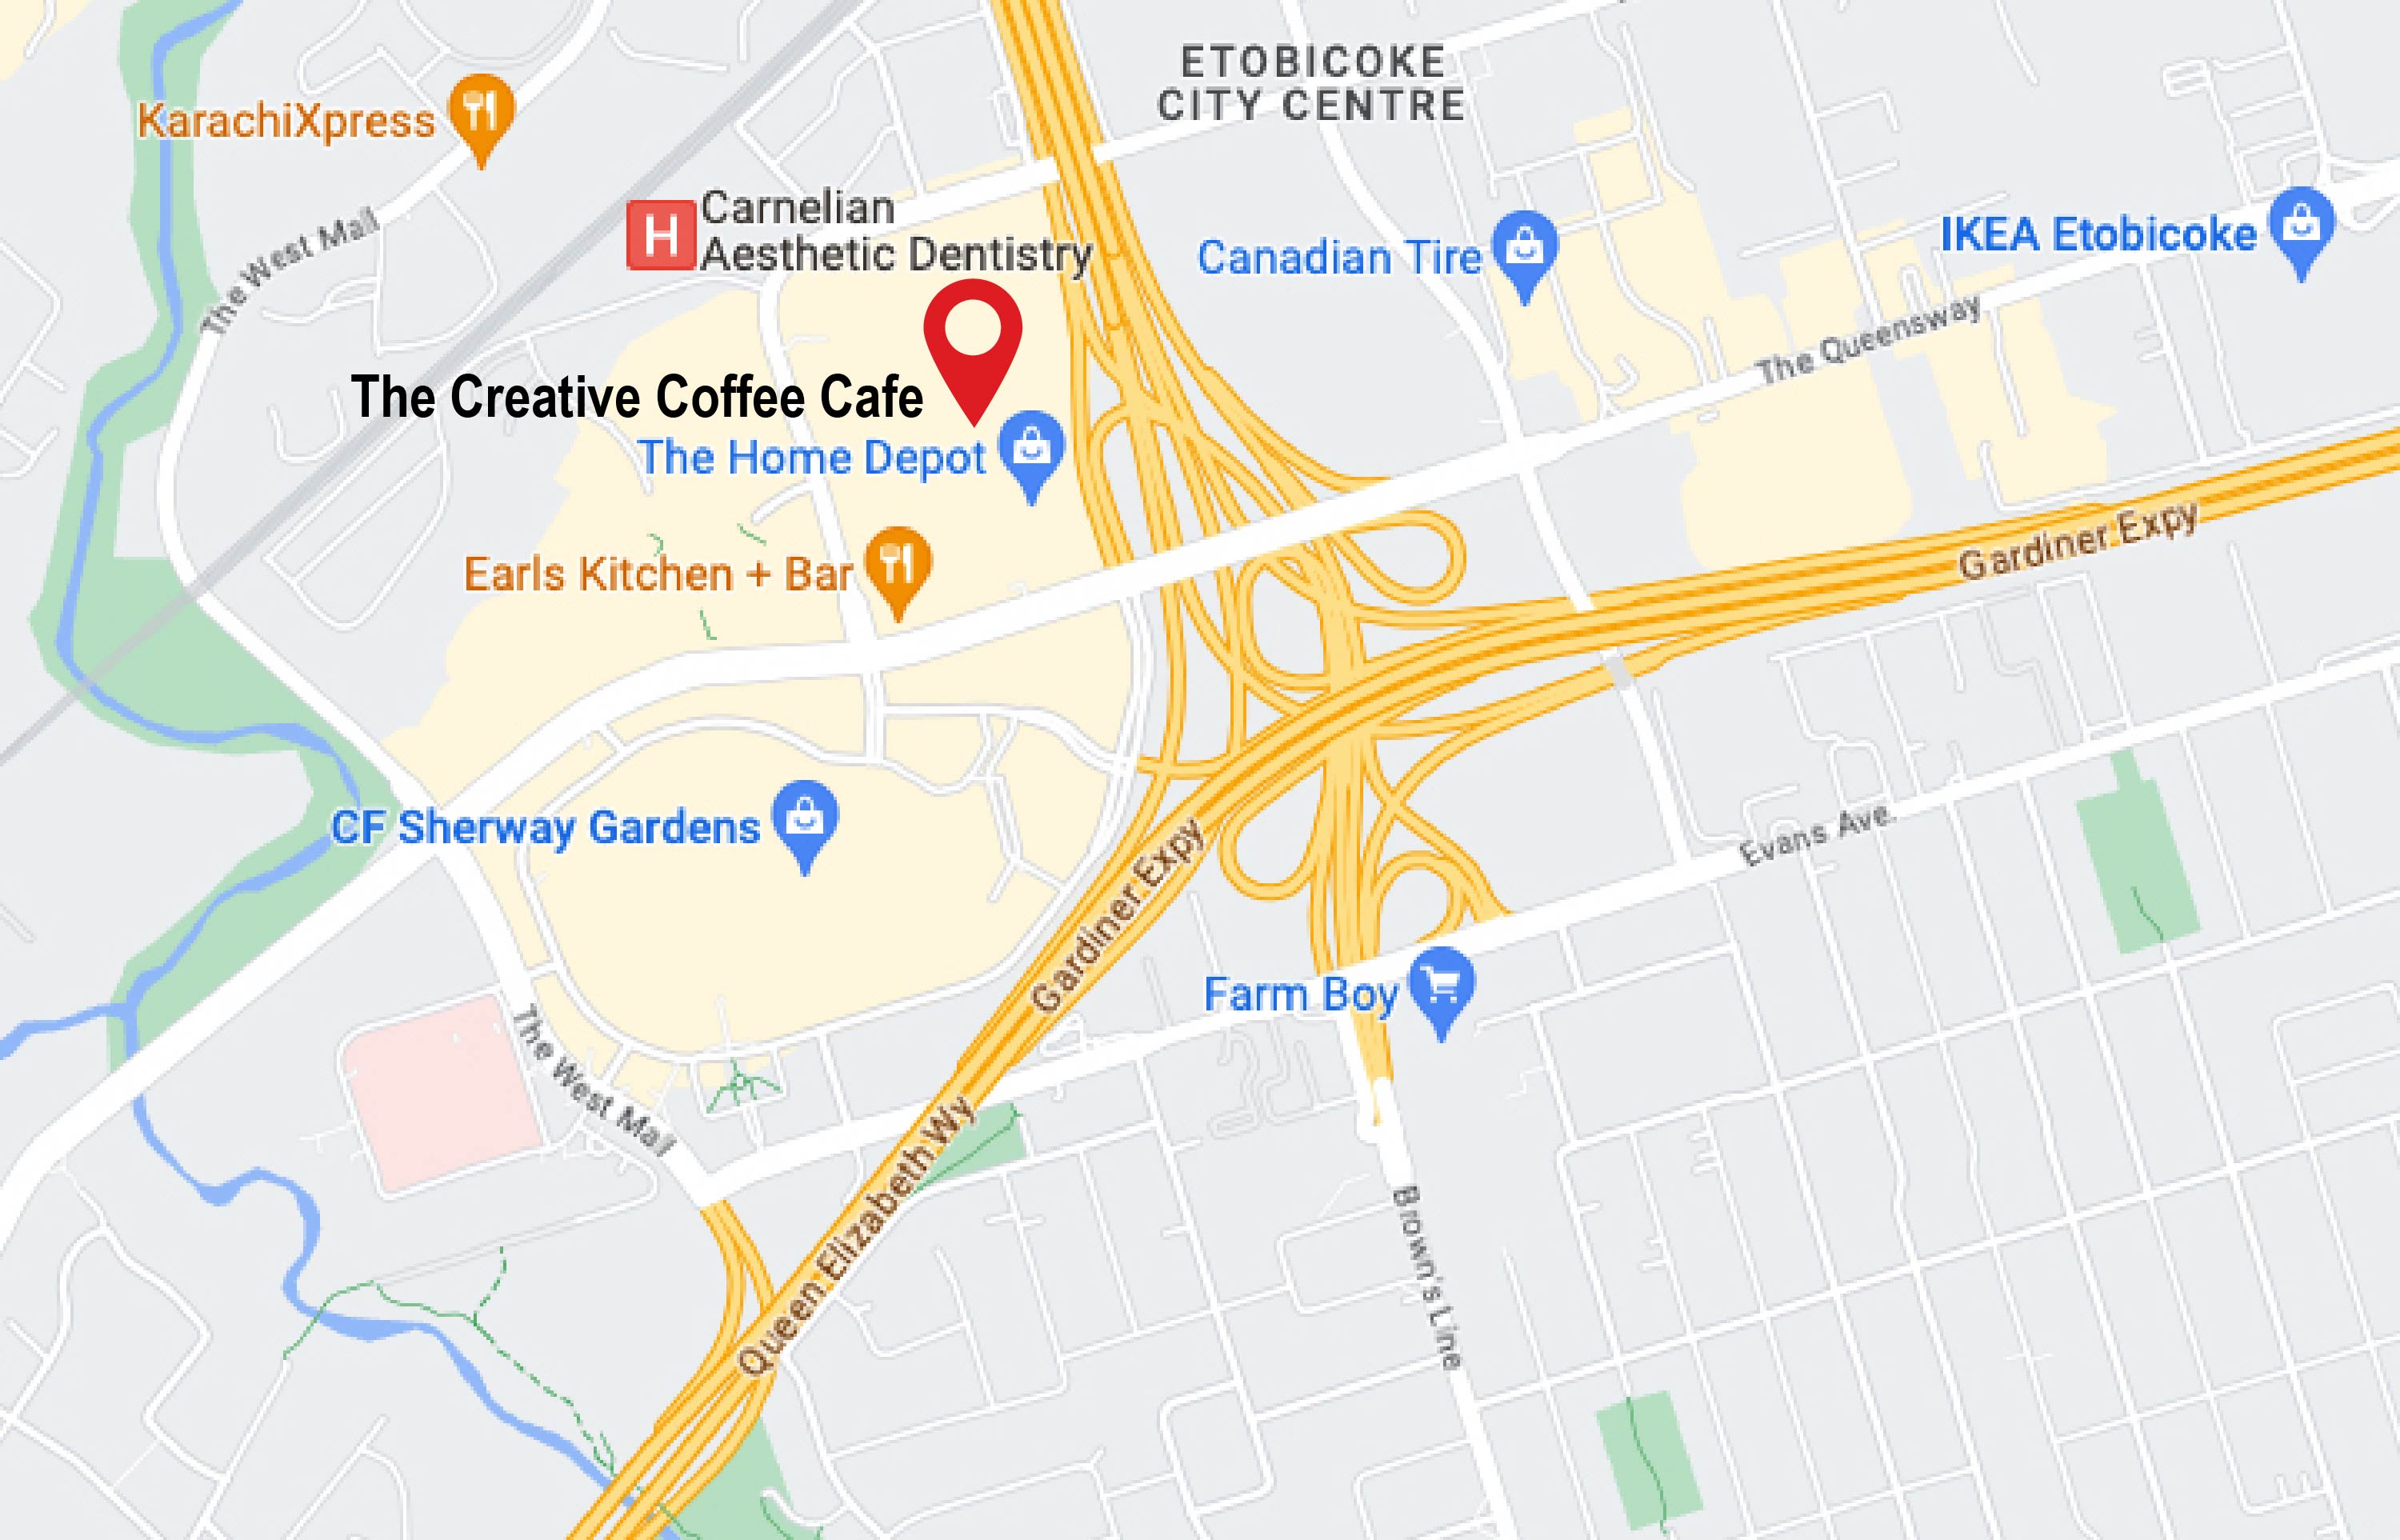 ETOBICOKE
CITY CENTRE
KarachiXpress
H
Carnelian
Aesthetic Dentistry
The West Mall
Canadian Tire
IKEA Etobicoke
The Queensway
The Creative Coffee Cafe
The Home Depot
Earls Kitchen + Bar
Gardiner Expy
CF Sherway Gardens
Gardiner Expy
Evans Ave
Farm Boy
The West Mall
Queen Elizabeth Wy
Brown's Line